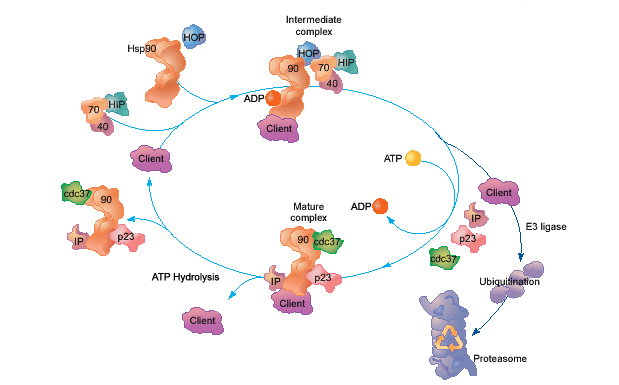 Intermediate
complex
HOP
Hsp90
HOP
90
70
HIP
40
ADP
Client
70
HIP
40
Client
ATP
ADP
Client
IP
p23
cdc37
E3 ligase
Ubiquitination
Proteasome
cdc37
90
IP
p23
Mature
complex
90
cdc37
IP
p23
Client
ATP Hydrolysis
Client